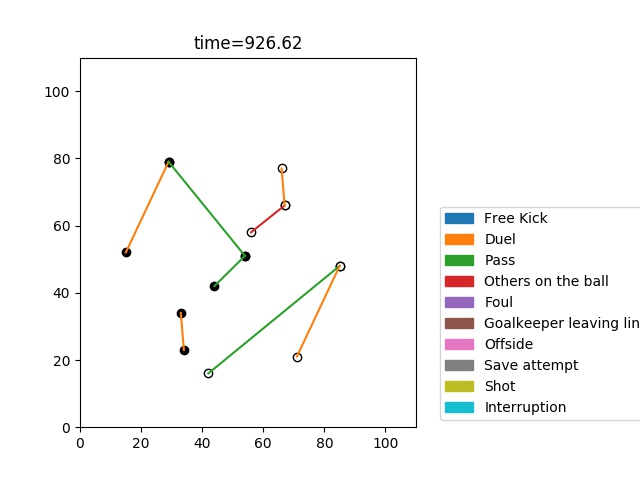 time=926.62
100
80
60
40
20
0
0 20 40 60 80 100
Free Kick
Duel
Pass
Others on the ball
Foul
Goalkeeper leaving lin
Offside
Save attempt
Shot
Interruption